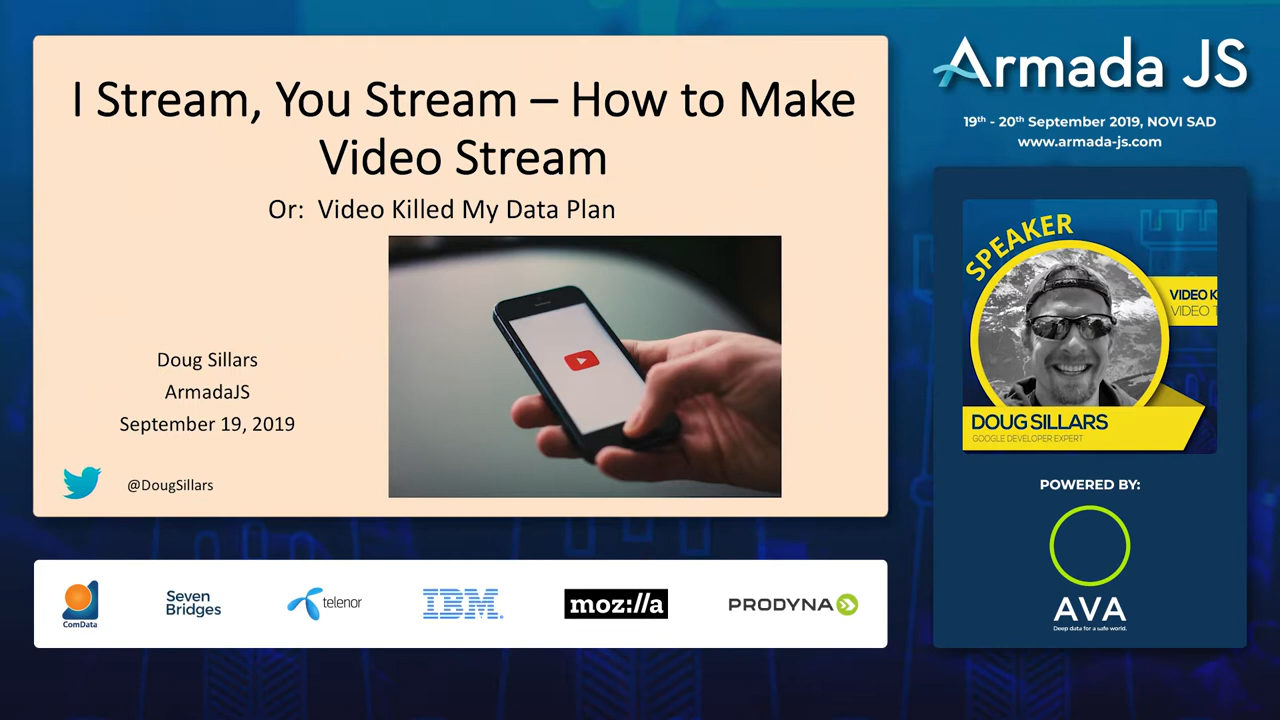 I Stream, You Stream – How to Make
Video Stream
Or: Video Killed My Data Plan
Doug Sillars
ArmadaJS
September 19, 2019
@DougSillars
ComData
Seven
Bridges
telenor
IBM
moz://a
PRODYNA
Armada JS
19th - 20th September 2019, NOVI SAD
www.armada-js.com
SPEAKER
VIDEO K
VIDEO T
DOUG SILLARS
GOOGLE DEVELOPER EXPERT
POWERED BY:
AVA
Deep data for a safe world.